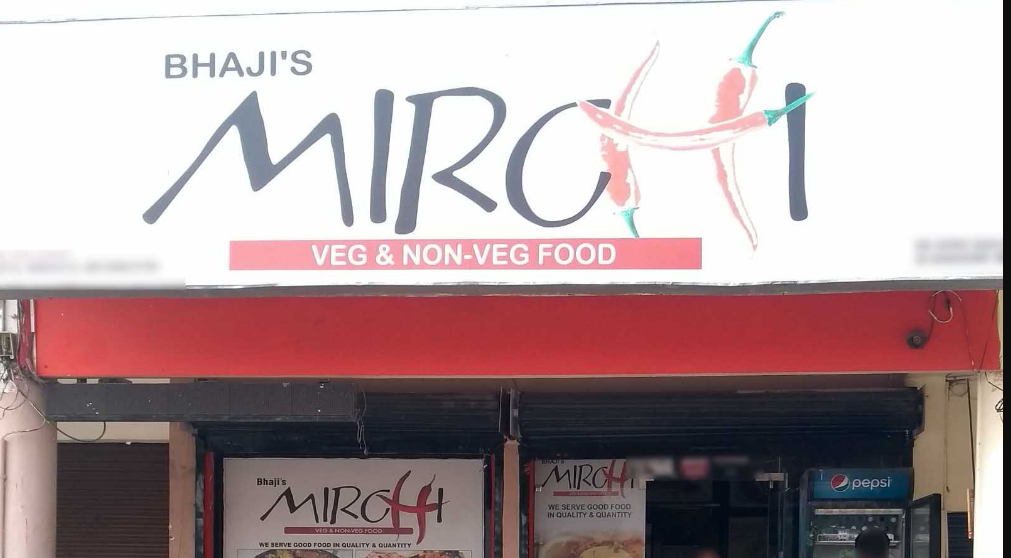 BHAJI'S
MIRCHI
VEG & NON-VEG FOOD
Bhaji's
MIRCHI
VEG & NON-VEG FOOD
WE SERVE GOOD FOOD IN QUALITY & QUANTITY
BHAJI'S
MIRCHI
WE SERVE GOOD FOOD
IN QUALITY & QUANTITY
pepsi